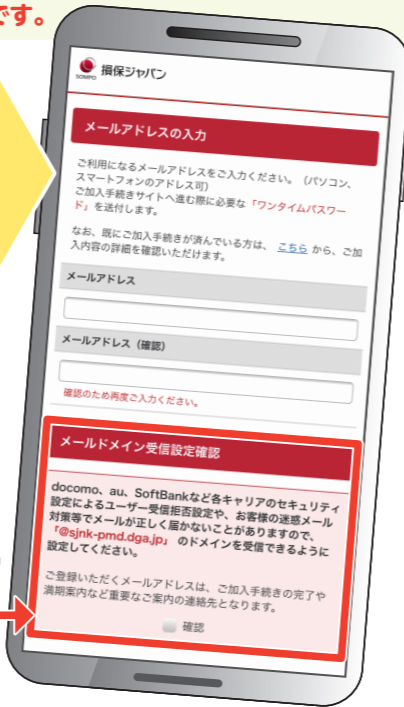 です。
SOMPO
損保ジャパン
メールアドレスの入力
ご利用になるメールアドレスをご入力ください。（パソコン、
スマートフォンのアドレス可）
ご加入手続きサイトへ進む際に必要な「ワンタイムパスワー
ド」を送付します。
なお、既にご加入手続きが済んでいる方は、 こちら から、ご加
入内容の詳細を確認いただけます。
メールアドレス
メールアドレス（確認）
確認のため再度ご入力ください。
メールドメイン受信設定確認
docomo、au、SoftBankなど各キャリアのセキュリティ
設定によるユーザー受信拒否設定や、お客様の迷惑メール
対策等でメールが正しく届かないことがありますので、
「@sjnk-pmd.dga.jp」 のドメインを受信できるように
設定してください。
ご登録いただくメールアドレスは、ご加入手続きの完了や
満期案内など重要なご案内の連絡先となります。
確認